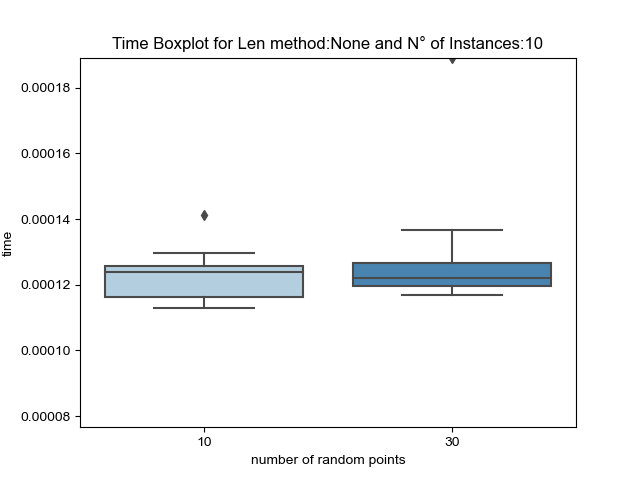 Time Boxplot for Len method:None and N° of Instances:10
0.00018
0.00016
0.00014
0.00012
0.00010
0.00008
time
10
30
number of random points